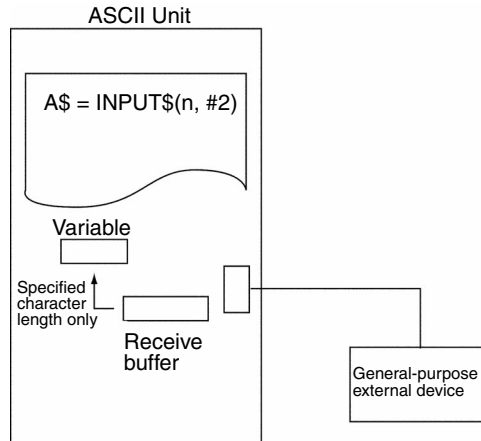 ASCII Unit
A$ = INPUT$(n, #2)
Variable
Specified
character
length only
Receive
buffer
General-purpose
external device